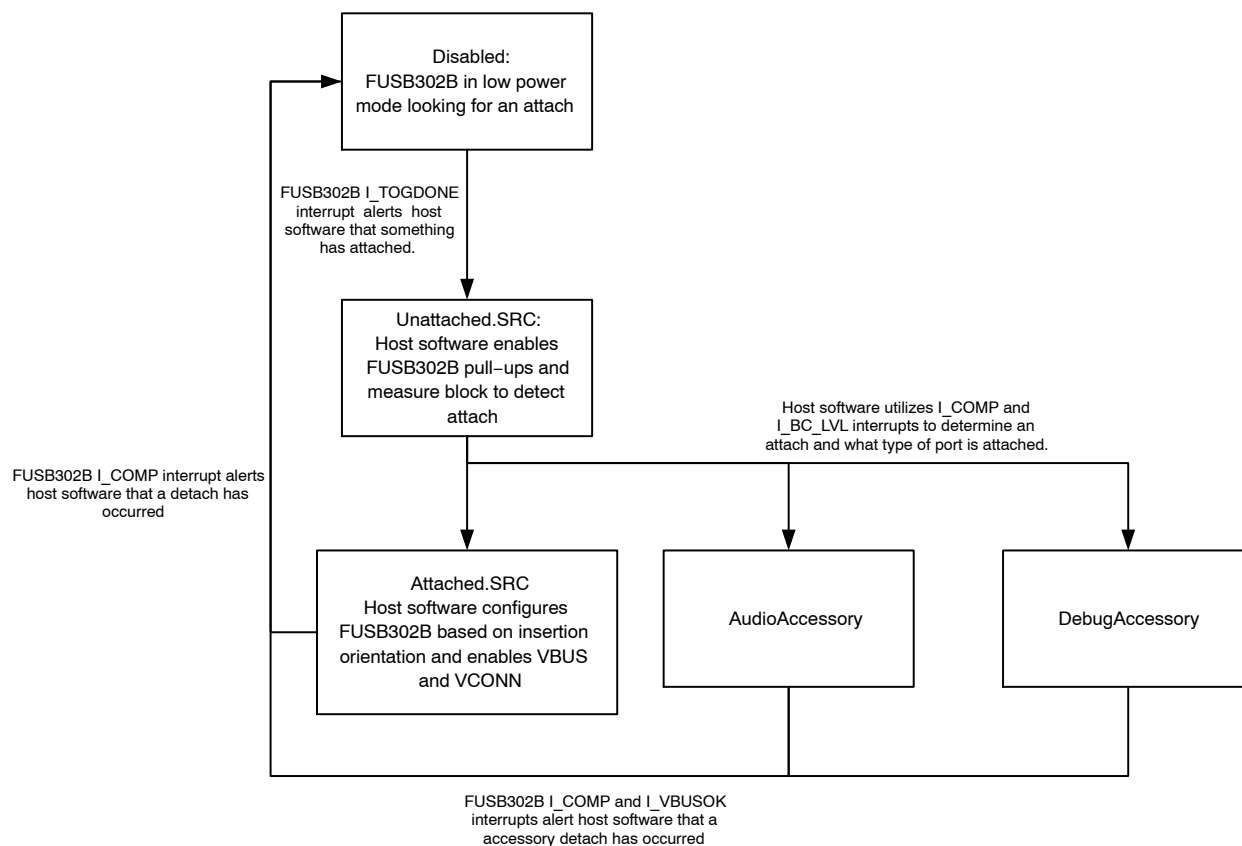 Disabled:
FUSB302B in low power
mode looking for an attach
FUSB302B I_TOGDONE
interrupt alerts host
software that something
has attached.
Unattached.SRC:
Host software enables
FUSB302B pull−ups and
measure block to detect
attach
Host software utilizes I_COMP and
I_BC_LVL interrupts to determine an
attach and what type of port is attached.
FUSB302B I_COMP interrupt alerts
host software that a detach has
occurred
Attached.SRC
Host software configures
FUSB302B based on insertion
orientation and enables VBUS
and VCONN
AudioAccessory
DebugAccessory
FUSB302B I_COMP and I_VBUSOK
interrupts alert host software that a
accessory detach has occurred